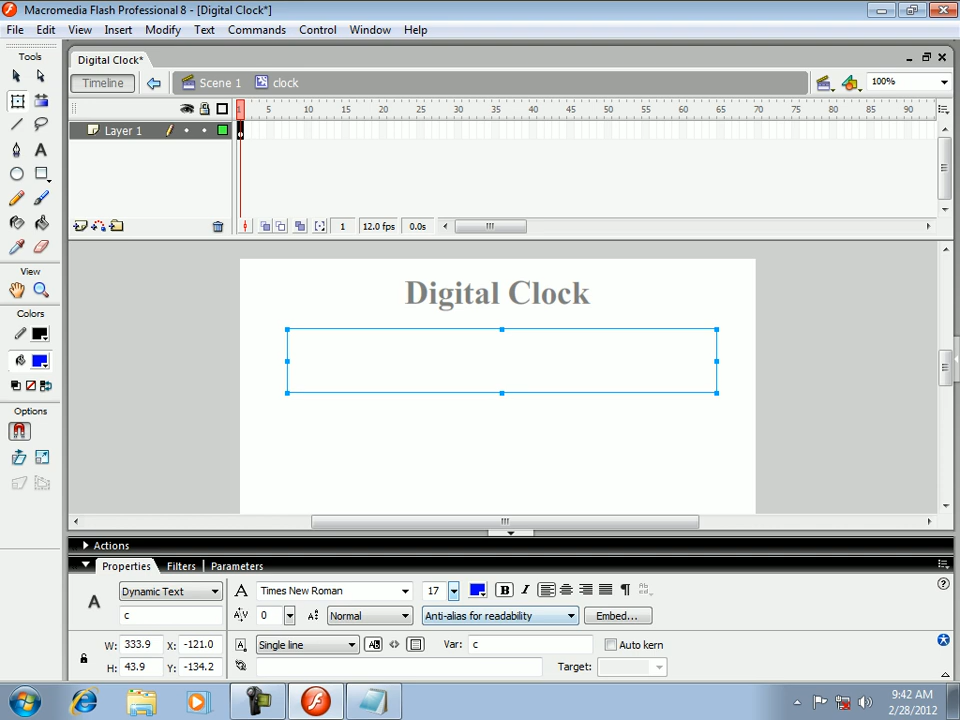 Macromedia Flash Professional 8 - [Digital Clock*]
File Edit View Insert Modify Text Commands Control Window Help
Tools
Digital Clock*
Timeline Scene 1 clock 100%
1 5 10 15 20 25 30 35 40 45 50 55 60 65 70 75 80 85 90
Layer 1
1 12.0 fps 0.0s
View
Colors
Options
Digital Clock
Actions
Properties Filters Parameters
A Dynamic Text A Times New Roman 17 B I
c A/V 0 Normal Anti-alias for readability Embed...
W: 333.9 X: -121.0 Single line Var: c Auto kern
H: 43.9 Y: -134.2 Target:
9:42 AM
2/28/2012